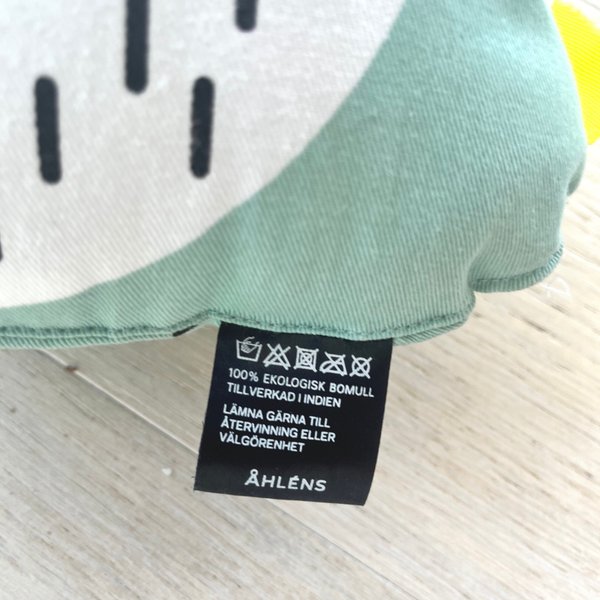 100% EKOLOGISK BOMULL
TILLVERKAD I INDIEN
LÄMNA GÄRNA TILL
ÅTERVINNING ELLER
VÄLGÖRENHET
ÅHLÉNS